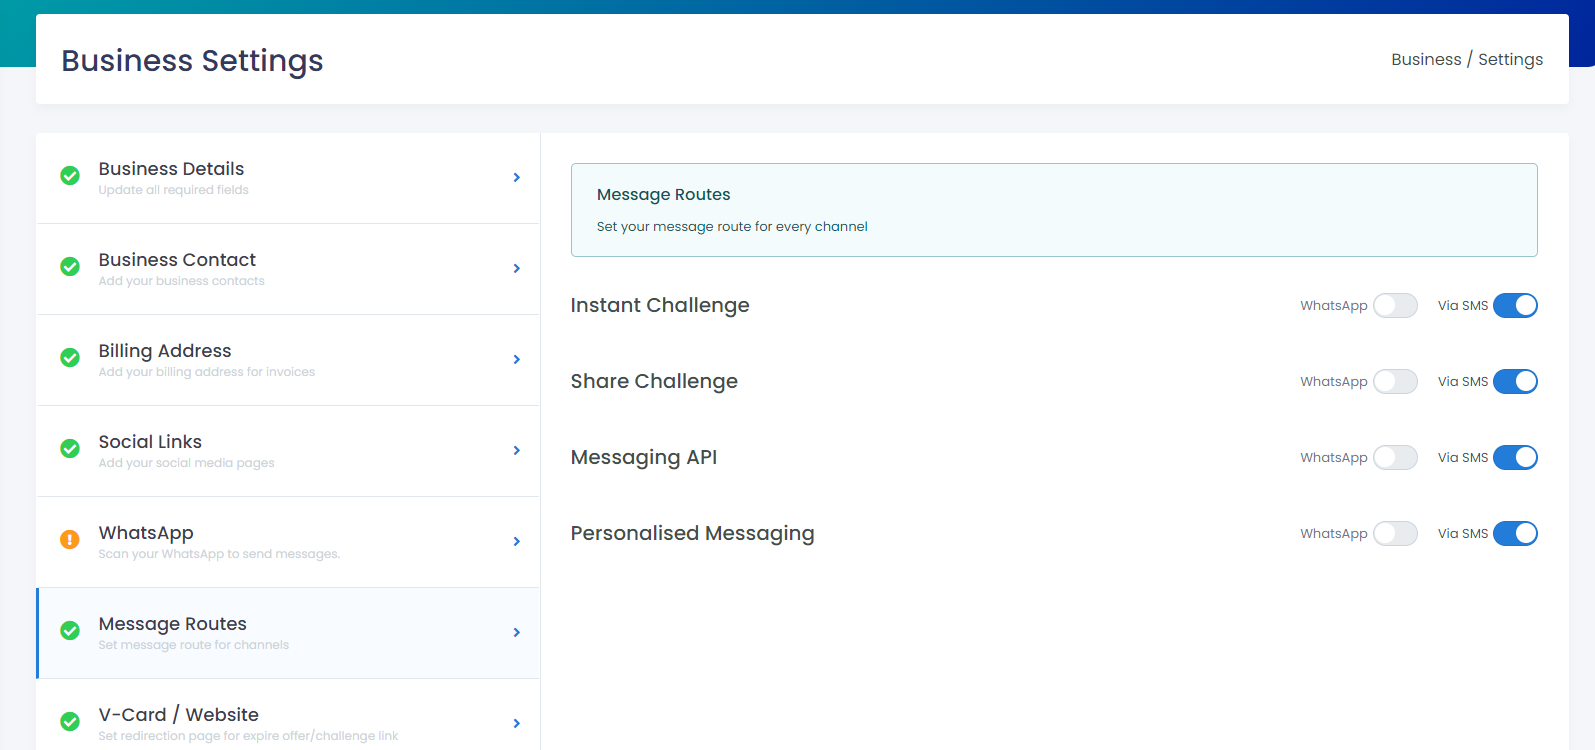 Business Settings
Business / Settings
Business Details
Update all required fields
Business Contact
Add your business contacts
Billing Address
Add your billing address for invoices
Social Links
Add your social media pages
WhatsApp
Scan your WhatsApp to send messages.
Message Routes
Set message route for channels
V-Card / Website
Set redirection page for expire offer/challenge link
Message Routes
Set your message route for every channel
Instant Challenge WhatsApp Via SMS
Share Challenge WhatsApp Via SMS
Messaging API WhatsApp Via SMS
Personalised Messaging WhatsApp Via SMS